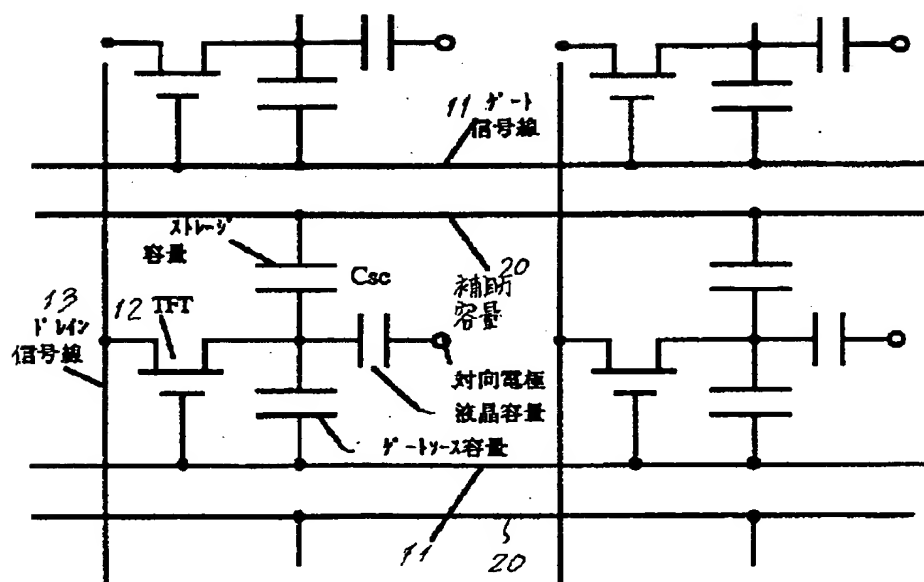 11 ゲート
信号線
ストレージ
容量
Csc
20
補助
容量
13
ドレイン
信号線
12 TFT
対向電極
液晶容量
ゲートソース容量
11
20